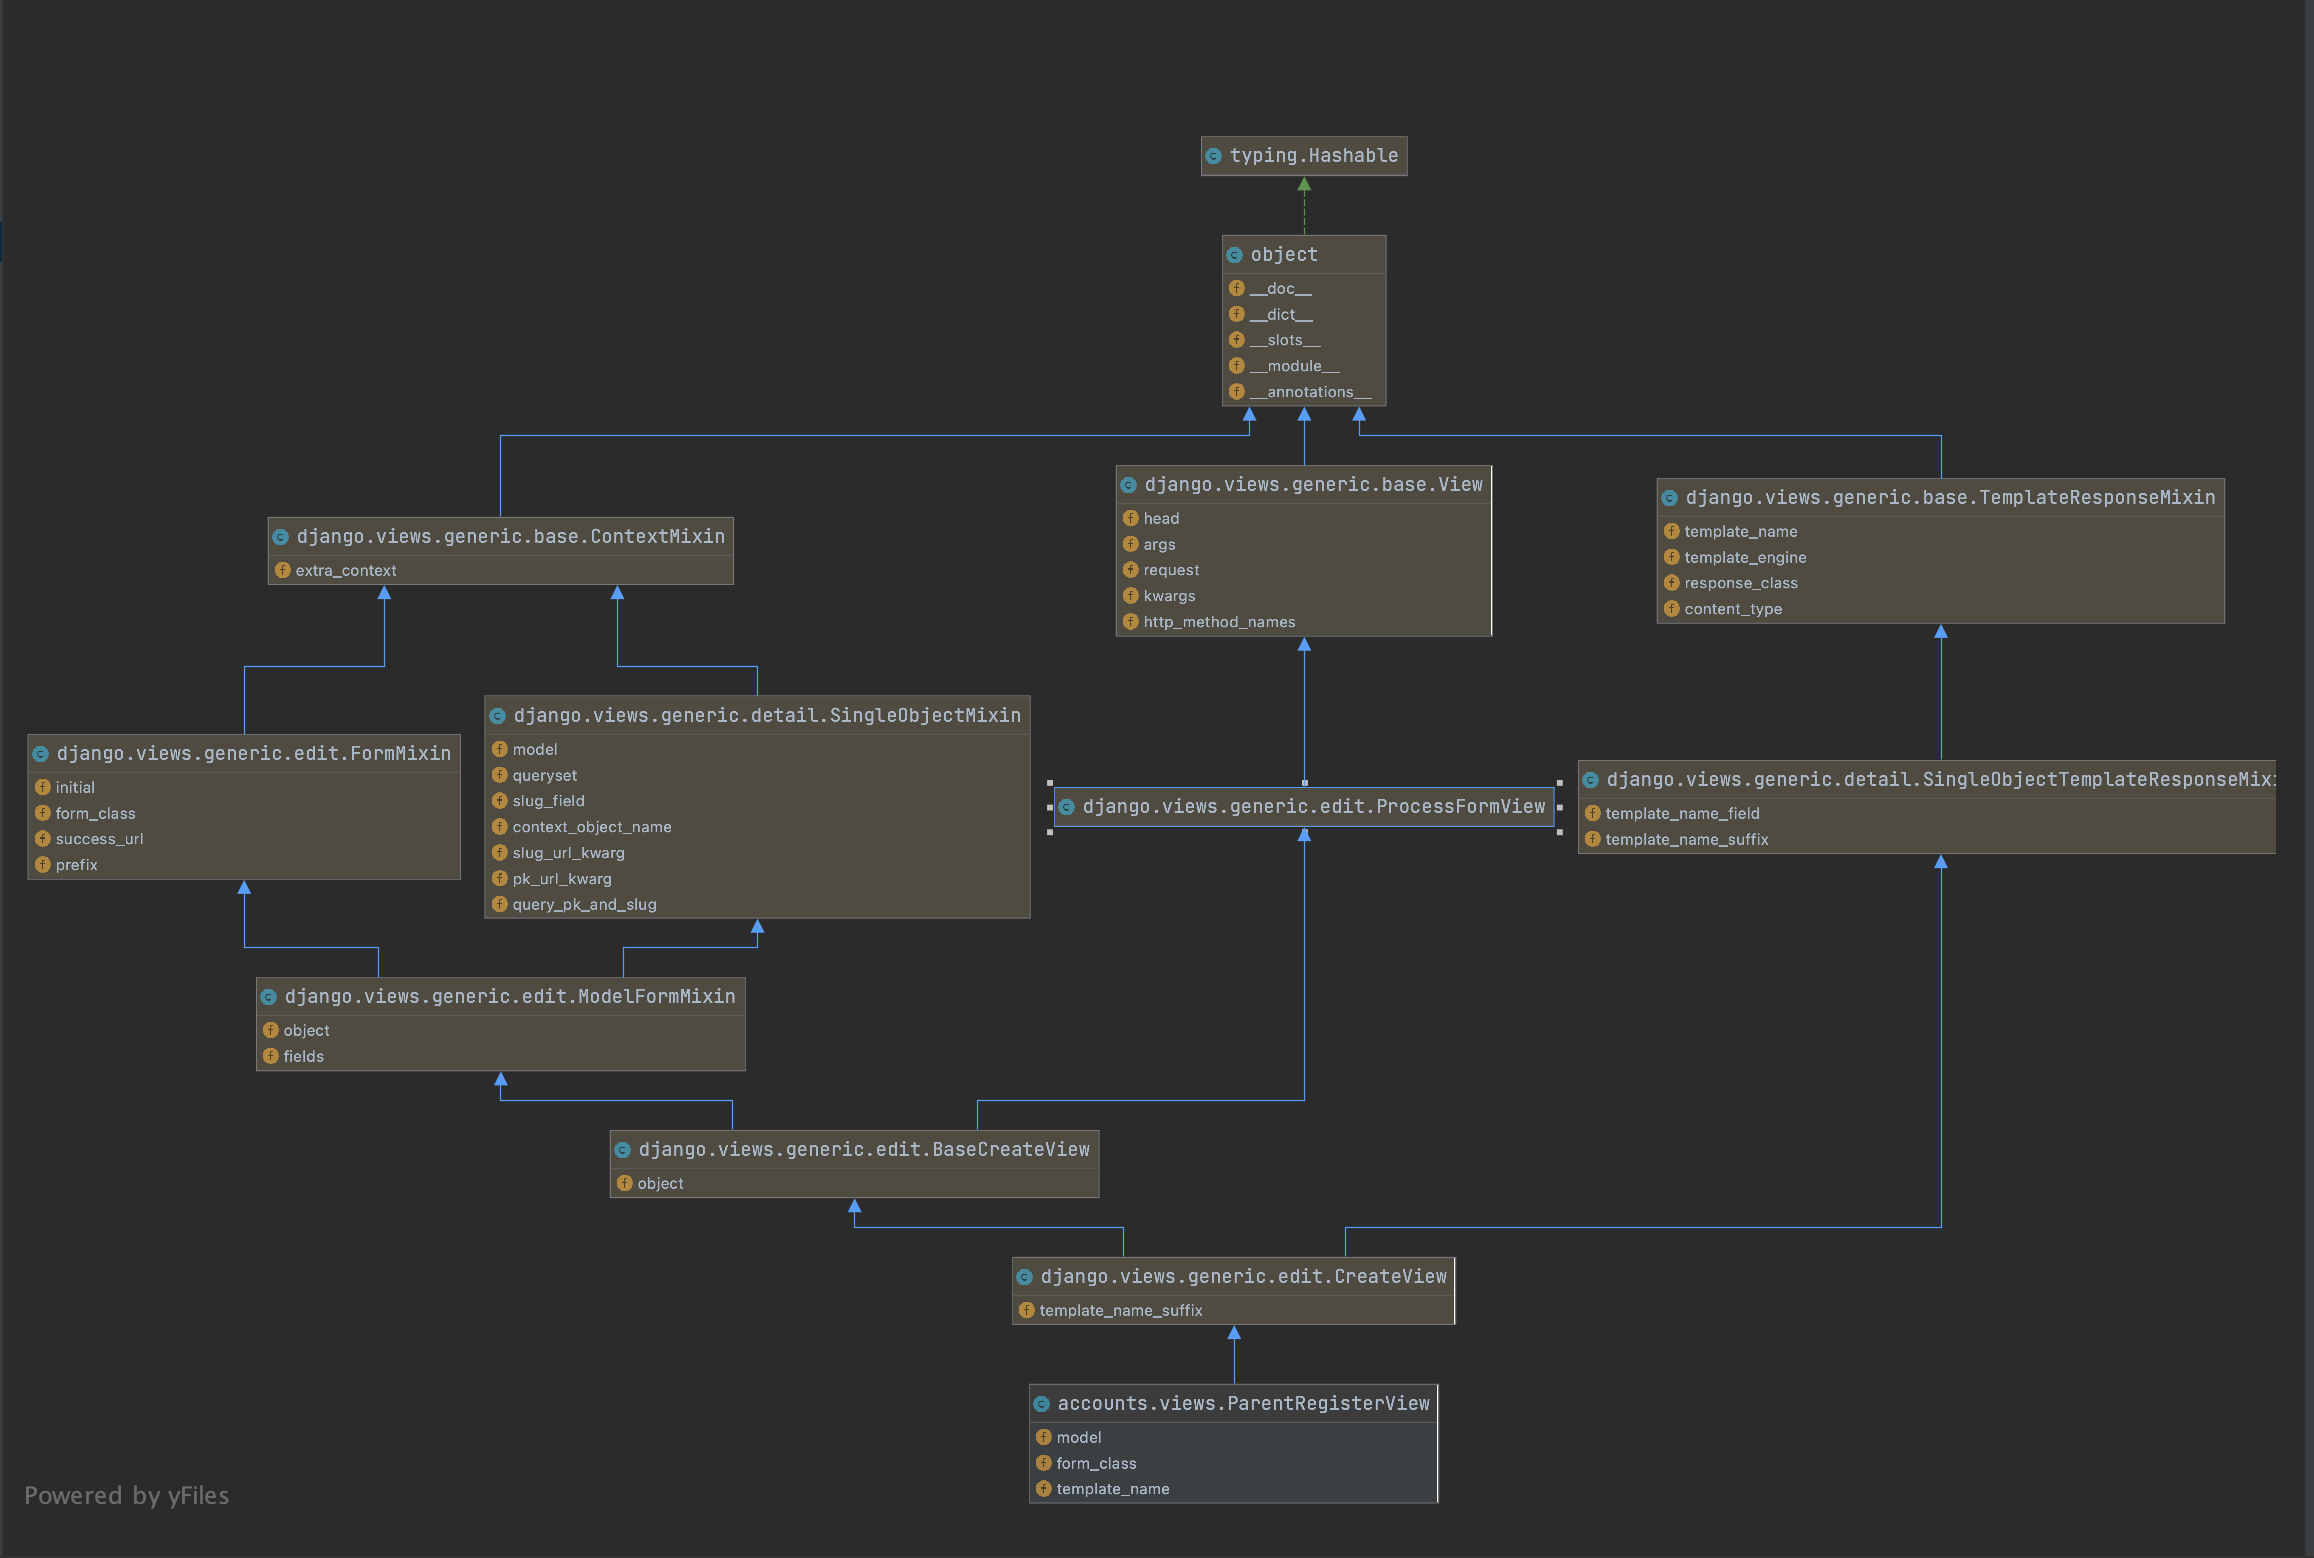 typing.Hashable
object
__doc__
__dict__
__slots__
__module__
__annotations__
django.views.generic.base.ContextMixin
extra_context
django.views.generic.base.View
head
args
request
kwargs
http_method_names
django.views.generic.base.TemplateResponseMixin
template_name
template_engine
response_class
content_type
django.views.generic.edit.FormMixin
initial
form_class
success_url
prefix
django.views.generic.detail.SingleObjectMixin
model
queryset
slug_field
context_object_name
slug_url_kwarg
pk_url_kwarg
query_pk_and_slug
django.views.generic.edit.ProcessFormView
django.views.generic.detail.SingleObjectTemplateResponseMixi
template_name_field
template_name_suffix
django.views.generic.edit.ModelFormMixin
object
fields
django.views.generic.edit.BaseCreateView
object
django.views.generic.edit.CreateView
template_name_suffix
accounts.views.ParentRegisterView
model
form_class
template_name
Powered by yFiles